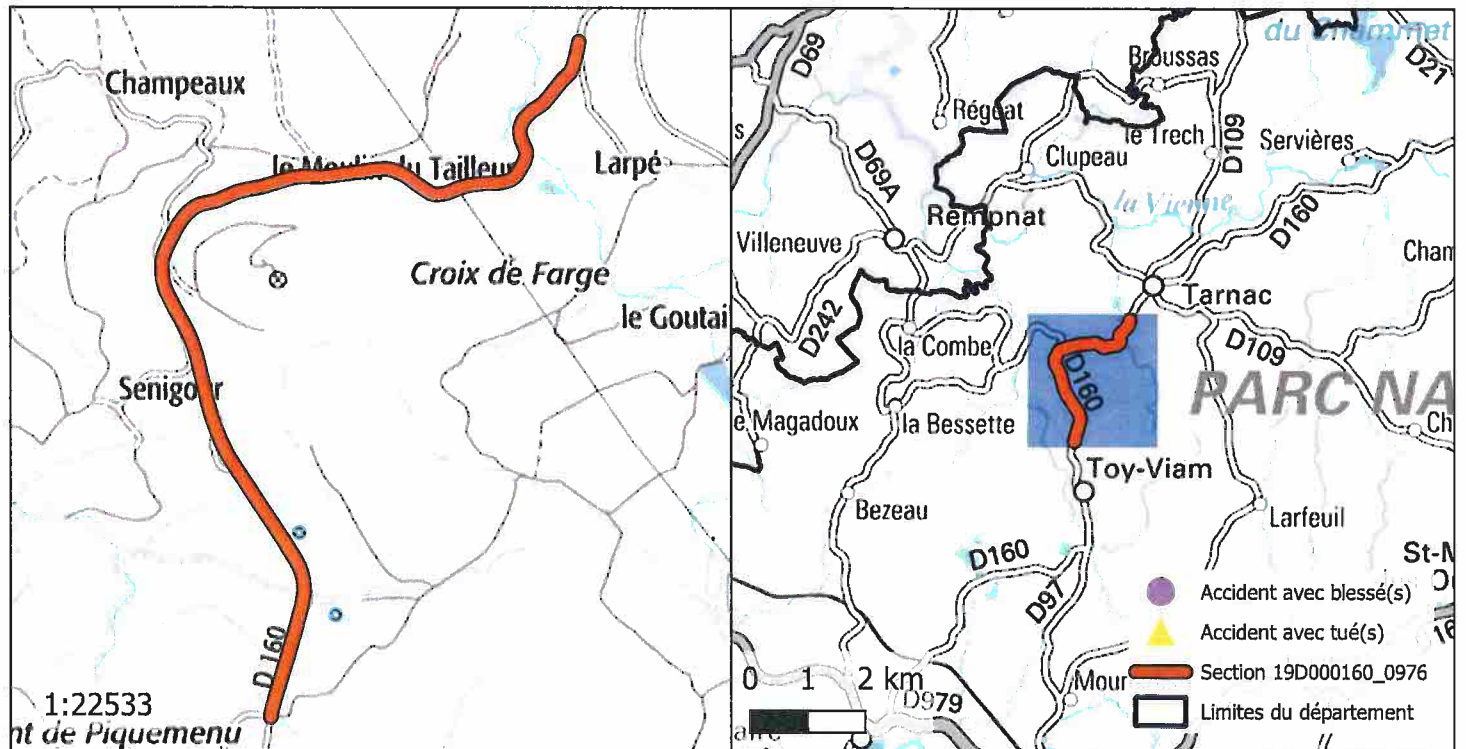 Champeaux
le Moulin du Tailleur
Larpé
Croix de Farge
le Goutai
Senigour
D 160
1:22533
nt de Piquemenu
du Chammet
D69
Broussas
D21
Régeat
le Trech
D109
Servières
Clupeau
D69A
la Vienne
Rempnat
D160
Villeneuve
Cham
Tarnac
D242
la Combe
D109
D160
PARC NA
e Magadoux
la Bessette
Ch
Toy-Viam
Bezeau
Larfeuil
D160
St-M
D97
Accident avec blessé(s)
Accident avec tué(s)
16
0 1 2 km
Section 19D000160_0976
D979
Mour
Limites du département